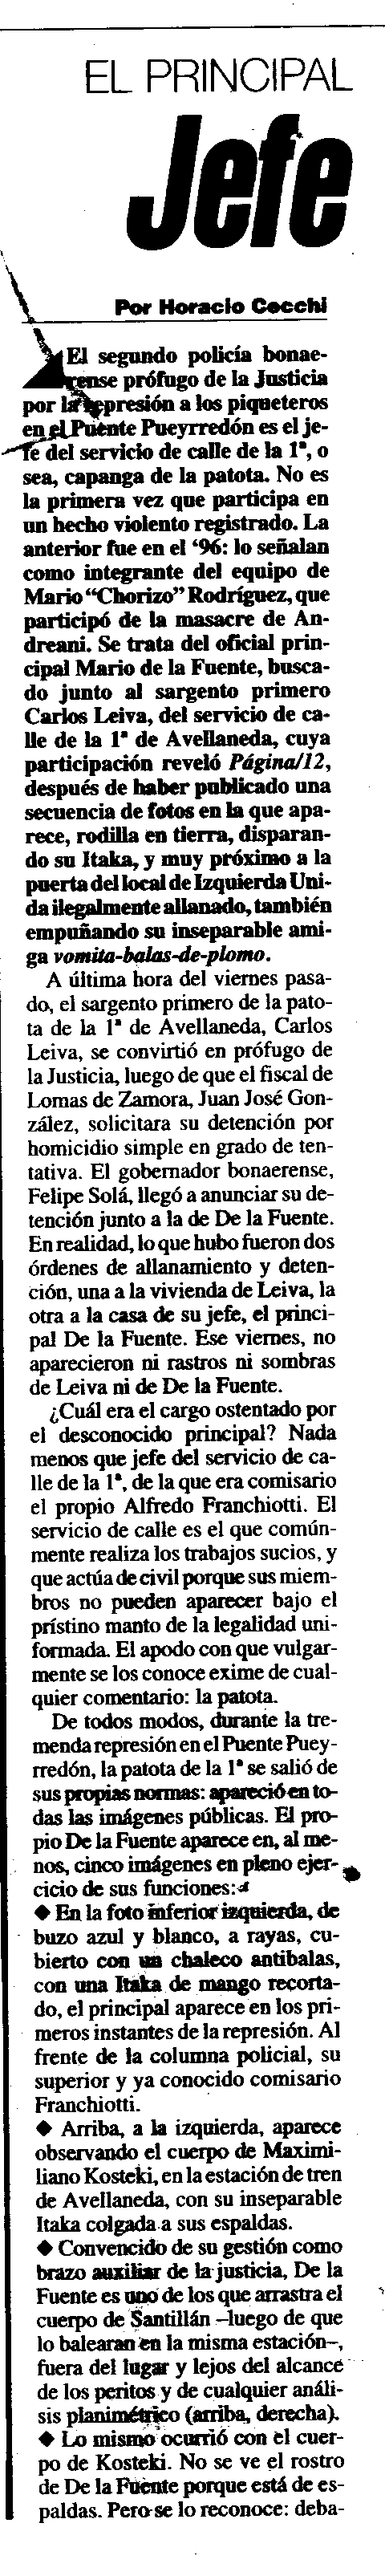 EL PRINCIPAL
Jefe
Por Horacio Cecchi
El segundo policía bonae-
rense prófugo de la Justicia
por la represión a los piqueteros
en el Puente Pueyrredón es el je-
fe del servicio de calle de la 1ª, o
sea, capanga de la patota. No es
la primera vez que participa en
un hecho violento registrado. La
anterior fue en el ‘96: lo señalan
como integrante del equipo de
Mario “Chorizo” Rodríguez, que
participó de la masacre de An-
dreani. Se trata del oficial prin-
cipal Mario de la Fuente, busca-
do junto al sargento primero
Carlos Leiva, del servicio de ca-
lle de la 1ª de Avellaneda, cuya
participación reveló Página/12,
después de haber publicado una
secuencia de fotos en la que apa-
rece, rodilla en tierra, disparan-
do su Itaka, y muy próximo a la
puerta del local de Izquierda Uni-
da ilegalmente allanado, también
empuñando su inseparable ami-
ga vomita-balas-de-plomo.
A última hora del viernes pasa-
do, el sargento primero de la pato-
ta de la 1ª de Avellaneda, Carlos
Leiva, se convirtió en prófugo de
la Justicia, luego de que el fiscal de
Lomas de Zamora, Juan José Gon-
zález, solicitara su detención por
homicidio simple en grado de ten-
tativa. El gobernador bonaerense,
Felipe Solá, llegó a anunciar su de-
tención junto a la de De la Fuente.
En realidad, lo que hubo fueron dos
órdenes de allanamiento y deten-
ción, una a la vivienda de Leiva, la
otra a la casa de su jefe, el princi-
pal De la Fuente. Ese viernes, no
aparecieron ni rastros ni sombras
de Leiva ni de De la Fuente.
¿Cuál era el cargo ostentado por
el desconocido principal? Nada
menos que jefe del servicio de ca-
lle de la 1ª, de la que era comisario
el propio Alfredo Franchiotti. El
servicio de calle es el que común-
mente realiza los trabajos sucios, y
que actúa de civil porque sus miem-
bros no pueden aparecer bajo el
prístino manto de la legalidad uni-
formada. El apodo con que vulgar-
mente se los conoce exime de cual-
quier comentario: la patota.
De todos modos, durante la tre-
menda represión en el Puente Puey-
rredón, la patota de la 1ª se salió de
sus propias normas: apareció en to-
das las imágenes públicas. El pro-
pio De la Fuente aparece en, al me-
nos, cinco imágenes en pleno ejer-
cicio de sus funciones:
◆ En la foto inferior izquierda, de
buzo azul y blanco, a rayas, cu-
bierto con un chaleco antibalas,
con una Itaka de mango recorta-
do, el principal aparece en los pri-
meros instantes de la represión. Al
frente de la columna policial, su
superior y ya conocido comisario
Franchiotti.
◆ Arriba, a la izquierda, aparece
observando el cuerpo de Maximi-
liano Kosteki, en la estación de tren
de Avellaneda, con su inseparable
Itaka colgada a sus espaldas.
◆ Convencido de su gestión como
brazo auxiliar de la justicia, De la
Fuente es uno de los que arrastra el
cuerpo de Santillán –luego de que
lo balearan en la misma estación–,
fuera del lugar y lejos del alcance
de los peritos y de cualquier análi-
sis planimétrico (arriba, derecha).
◆ Lo mismo ocurrió con el cuer-
po de Kosteki. No se ve el rostro
de De la Fuente porque está de es-
paldas. Pero se lo reconoce: deba-